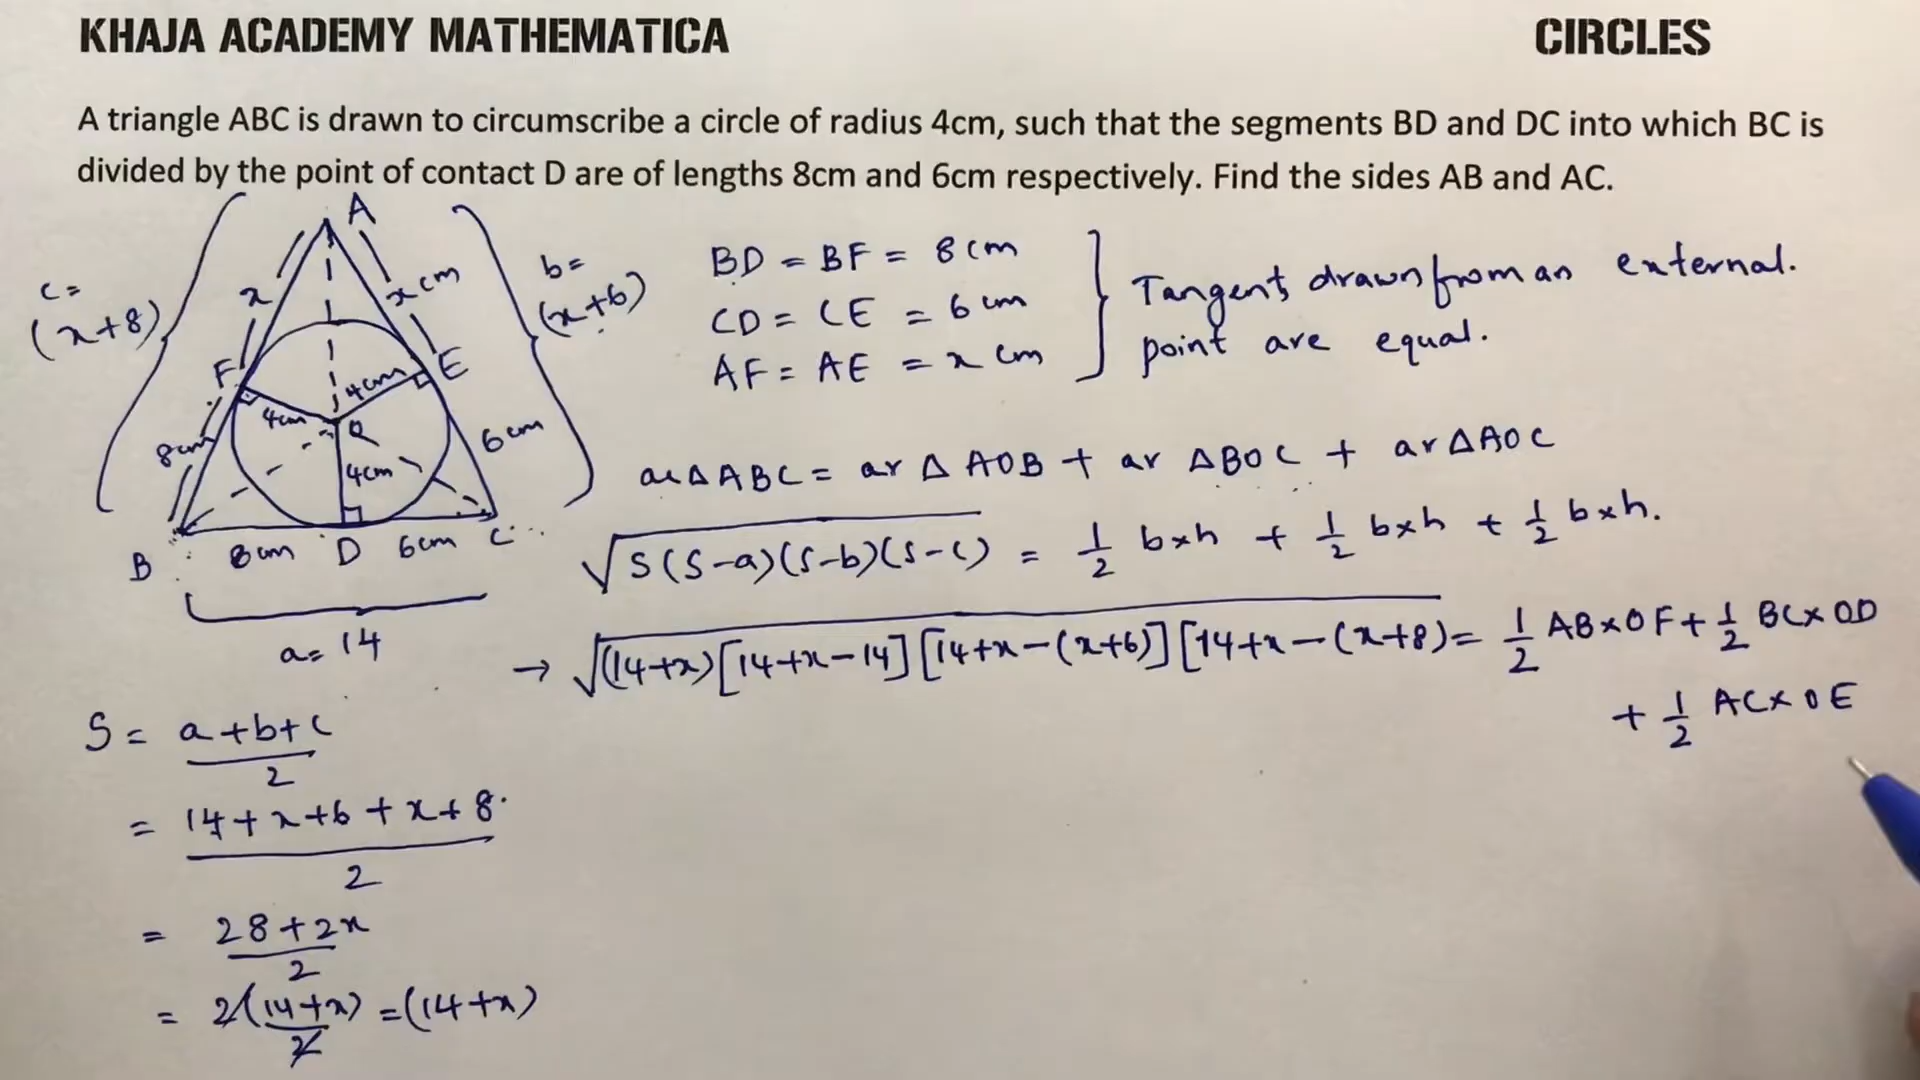 KHAJA ACADEMY MATHEMATICA CIRCLES
A triangle ABC is drawn to circumscribe a circle of radius 4cm, such that the segments BD and DC into which BC is
divided by the point of contact D are of lengths 8cm and 6cm respectively. Find the sides AB and AC.
A
c=
(x+8)
x
x cm
b=
(x+6)
F
E
4cm
4cm
8cm
4cm
6cm
B 8cm D 6cm C
a= 14
BD = BF = 8cm
CD = CE = 6cm
AF = AE = x cm
Tangents drawn from an external.
point are equal.
ar△ABC = ar △ AOB + ar △BOC + ar△AOC
√S(S-a)(S-b)(S-c) = 1/2 b×h + 1/2 b×h + 1/2 b×h.
→ √(14+x)[14+x-14][14+x-(x+6)][14+x-(x+8) = 1/2 AB×OF + 1/2 BC×OD
+ 1/2 AC×OE
S = a+b+c/2
= 14+x+6+x+8/2
= 28+2x/2
= 2(14+x)/2 = (14+x)